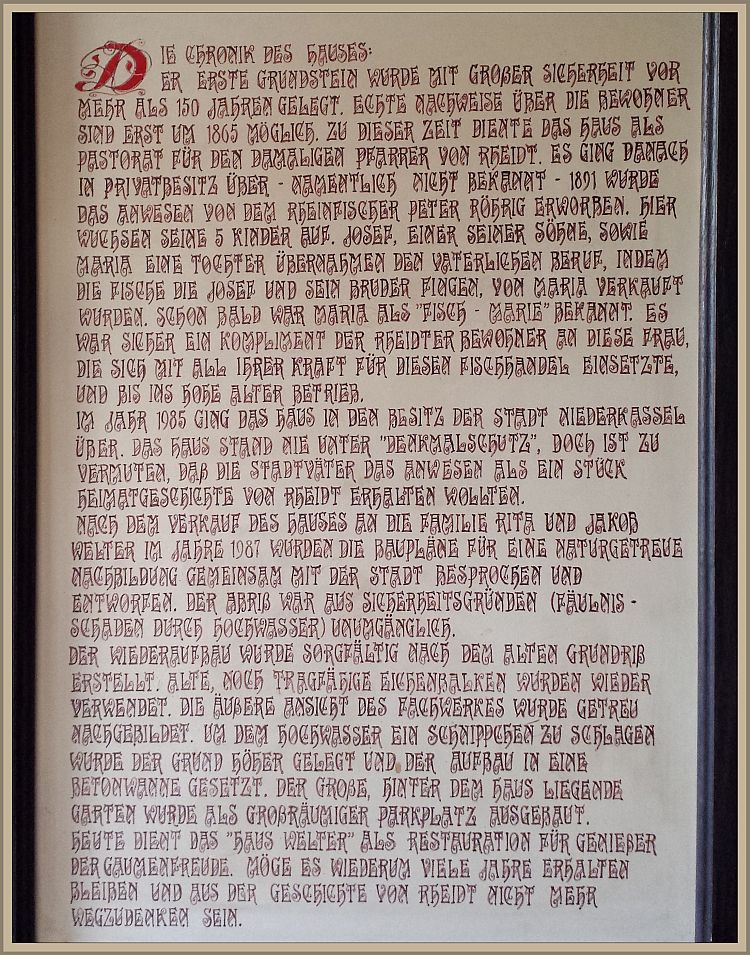 DIE CHRONIK DES HAUSES:
ER ERSTE GRUNDSTEIN WURDE MIT GROßER SICHERHEIT VOR
MEHR ALS 150 JAHREN GELEGT. ECHTE NACHWEISE ÜBER DIE BEWOHNER
SIND ERST UM 1865 MÖGLICH. ZU DIESER ZEIT DIENTE DAS HAUS ALS
PASTORAT FÜR DEN DAMALIGEN PFARRER VON RHEIDT. ES GING DANACH
IN PRIVATBESITZ ÜBER - NAMENTLICH NICHT BEKANNT - 1891 WURDE
DAS ANWESEN VON DEM RHEINFISCHER PETER RÖHRIG ERWORBEN. HIER
WUCHSEN SEINE 5 KINDER AUF. JOSEF, EINER SEINER SÖHNE, SOWIE
MARIA EINE TOCHTER ÜBERNAHMEN DEN VATERLICHEN BERUF, INDEM
DIE FISCHE DIE JOSEF UND SEIN BRUDER FINGEN, VON MARIA VERKAUFT
WURDEN. SCHON BALD WAR MARIA ALS "FISCH - MARIE" BEKANNT. ES
WAR SICHER EIN KOMPLIMENT DER RHEIDTER BEWOHNER AN DIESE FRAU,
DIE SICH MIT ALL IHRER KRAFT FÜR DIESEN FISCHHANDEL EINSETZTE,
UND BIS INS HOHE ALTER BETRIEB.
IM JAHR 1985 GING DAS HAUS IN DEN BESITZ DER STADT NIEDERKASSEL
ÜBER. DAS HAUS STAND NIE UNTER "DENKMALSCHUTZ", DOCH IST ZU
VERMUTEN, DAß DIE STADTVÄTER DAS ANWESEN ALS EIN STÜCK
HEIMATGESCHICHTE VON RHEIDT ERHALTEN WOLLTEN.
NACH DEM VERKAUF DES HAUSES AN DIE FAMILIE RITA UND JAKOB
WELTER IM JAHRE 1987 WURDEN DIE BAUPLÄNE FÜR EINE NATURGETREUE
NACHBILDUNG GEMEINSAM MIT DER STADT BESPROCHEN UND
ENTWORFEN. DER ABRIß WAR AUS SICHERHEITSGRÜNDEN (FÄULNIS -
SCHADEN DURCH HOCHWASSER) UNUMGÄNGLICH.
DER WIEDERAUFBAU WURDE SORGFÄLTIG NACH DEM ALTEN GRUNDRIß
ERSTELLT. ALTE, NOCH TRAGFÄHIGE EICHENBALKEN WURDEN WIEDER
VERWENDET. DIE ÄUßERE ANSICHT DES FACHWERKES WURDE GETREU
NACHGEBILDET. UM DEM HOCHWASSER EIN SCHNIPPCHEN ZU SCHLAGEN
WURDE DER GRUND HÖHER GELEGT UND DER AUFBAU IN EINE
BETONWANNE GESETZT. DER GROßE, HINTER DEM HAUS LIEGENDE
GARTEN WURDE ALS GROßRÄUMIGER PARKPLATZ AUSGEBAUT.
HEUTE DIENT DAS "HAUS WELTER" ALS RESTAURATION FÜR GENIEßER
DER GAUMENFREUDE. MÖGE ES WIEDERUM VIELE JAHRE ERHALTEN
BLEIBEN UND AUS DER GESCHICHTE VON RHEIDT NICHT MEHR
WEGZUDENKEN SEIN.